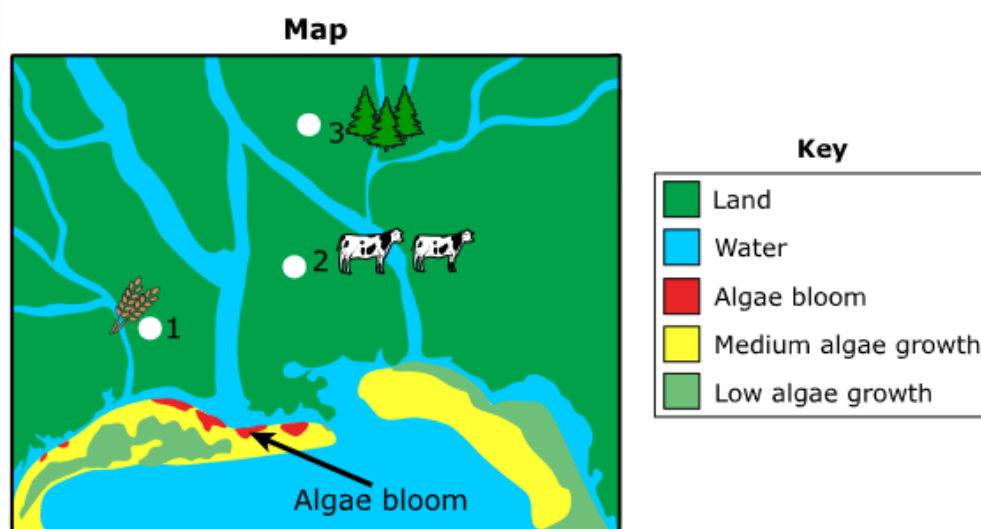 Map
3
2
1
Algae bloom
Key
Land
Water
Algae bloom
Medium algae growth
Low algae growth